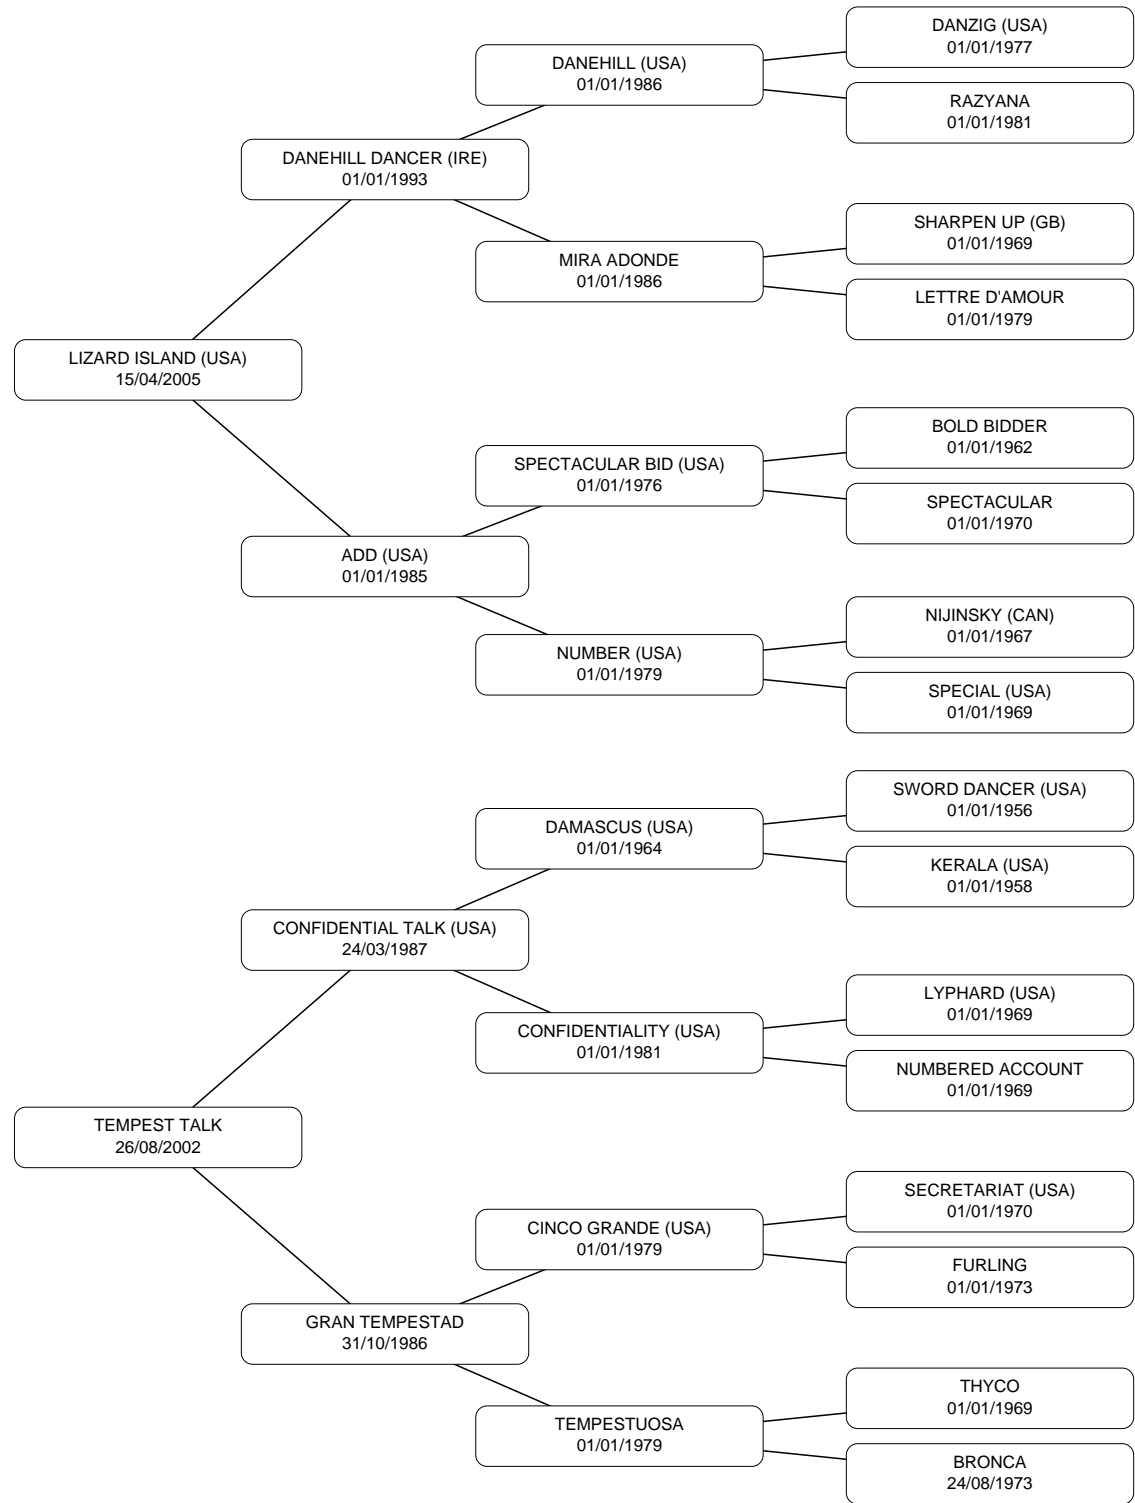 DANZIG (USA)
01/01/1977
DANEHILL (USA)
01/01/1986
RAZYANA
01/01/1981
DANEHILL DANCER (IRE)
01/01/1993
SHARPEN UP (GB)
01/01/1969
MIRA ADONDE
01/01/1986
LETTRE D'AMOUR
01/01/1979
LIZARD ISLAND (USA)
15/04/2005
BOLD BIDDER
01/01/1962
SPECTACULAR BID (USA)
01/01/1976
SPECTACULAR
01/01/1970
ADD (USA)
01/01/1985
NIJINSKY (CAN)
01/01/1967
NUMBER (USA)
01/01/1979
SPECIAL (USA)
01/01/1969
SWORD DANCER (USA)
01/01/1956
DAMASCUS (USA)
01/01/1964
KERALA (USA)
01/01/1958
CONFIDENTIAL TALK (USA)
24/03/1987
LYPHARD (USA)
01/01/1969
CONFIDENTIALITY (USA)
01/01/1981
NUMBERED ACCOUNT
01/01/1969
TEMPEST TALK
26/08/2002
SECRETARIAT (USA)
01/01/1970
CINCO GRANDE (USA)
01/01/1979
FURLING
01/01/1973
GRAN TEMPESTAD
31/10/1986
THYCO
01/01/1969
TEMPESTUOSA
01/01/1979
BRONCA
24/08/1973